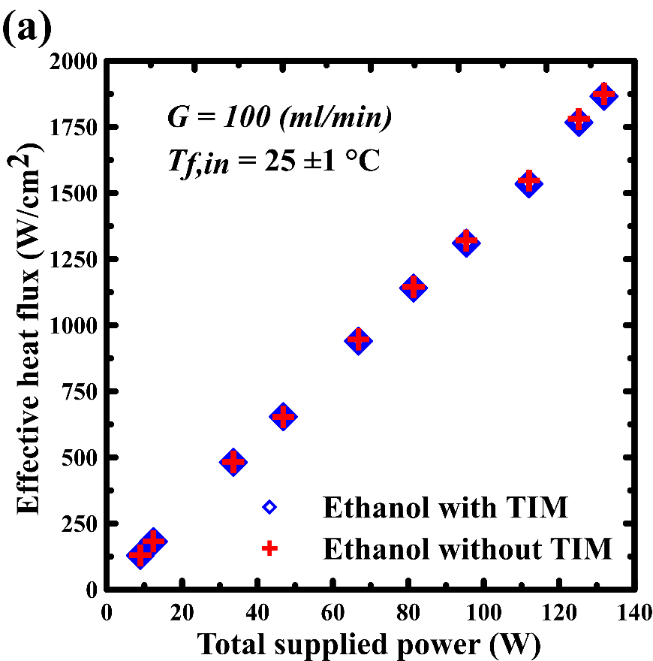 (a)
2000
1750
1500
1250
1000
750
500
250
0
Effective heat flux (W/cm²)
G = 100 (ml/min)
T_{f,in} = 25 ±1 °C
Ethanol with TIM
Ethanol without TIM
0 20 40 60 80 100 120 140
Total supplied power (W)